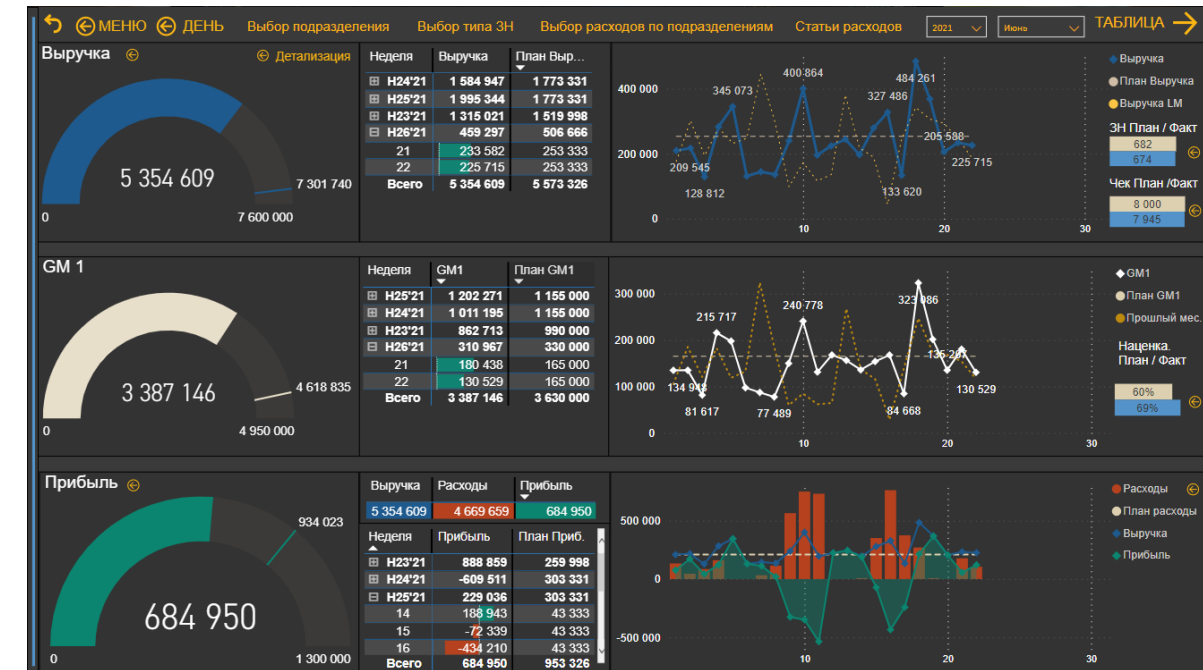 МЕНЮ ДЕНЬ Выбор подразделения Выбор типа ЗН Выбор расходов по подразделениям Статьи расходов 2021 Июнь ТАБЛИЦА
Выручка
Детализация
5 354 609
7 301 740
0
7 600 000
Неделя Выручка План Выр...
Н24'21 1 584 947 1 773 331
Н25'21 1 995 344 1 773 331
Н23'21 1 315 021 1 519 998
Н26'21 459 297 506 666
21 233 582 253 333
22 225 715 253 333
Всего 5 354 609 5 573 326
400 000
200 000
0
345 073
400 864
327 486
484 261
205 588
225 715
209 545
128 812
133 620
10 20 30
Выручка
План Выручка
Выручка LM
ЗН План / Факт
682
674
Чек План /Факт
8 000
7 945
GM 1
3 387 146
4 618 835
0
4 950 000
Неделя GM1 План GM1
Н25'21 1 202 271 1 155 000
Н24'21 1 011 195 1 155 000
Н23'21 862 713 990 000
Н26'21 310 967 330 000
21 180 438 165 000
22 130 529 165 000
Всего 3 387 146 3 630 000
300 000
200 000
100 000
0
215 717
240 778
323 086
130 529
81 617
77 489
84 668
10 20 30
GM1
План GM1
Прошлый мес.
Наценка.
План / Факт
60%
69%
Прибыль
934 023
684 950
0
1 300 000
Выручка Расходы Прибыль
5 354 609 4 669 659 684 950
Неделя Прибыль План Приб.
Н23'21 888 859 259 998
Н24'21 -609 511 303 331
Н25'21 229 036 303 331
14 188 943 43 333
15 -72 339 43 333
16 -434 210 43 333
Всего 684 950 953 326
500 000
0
-500 000
10 20 30
Расходы
План расходы
Выручка
Прибыль